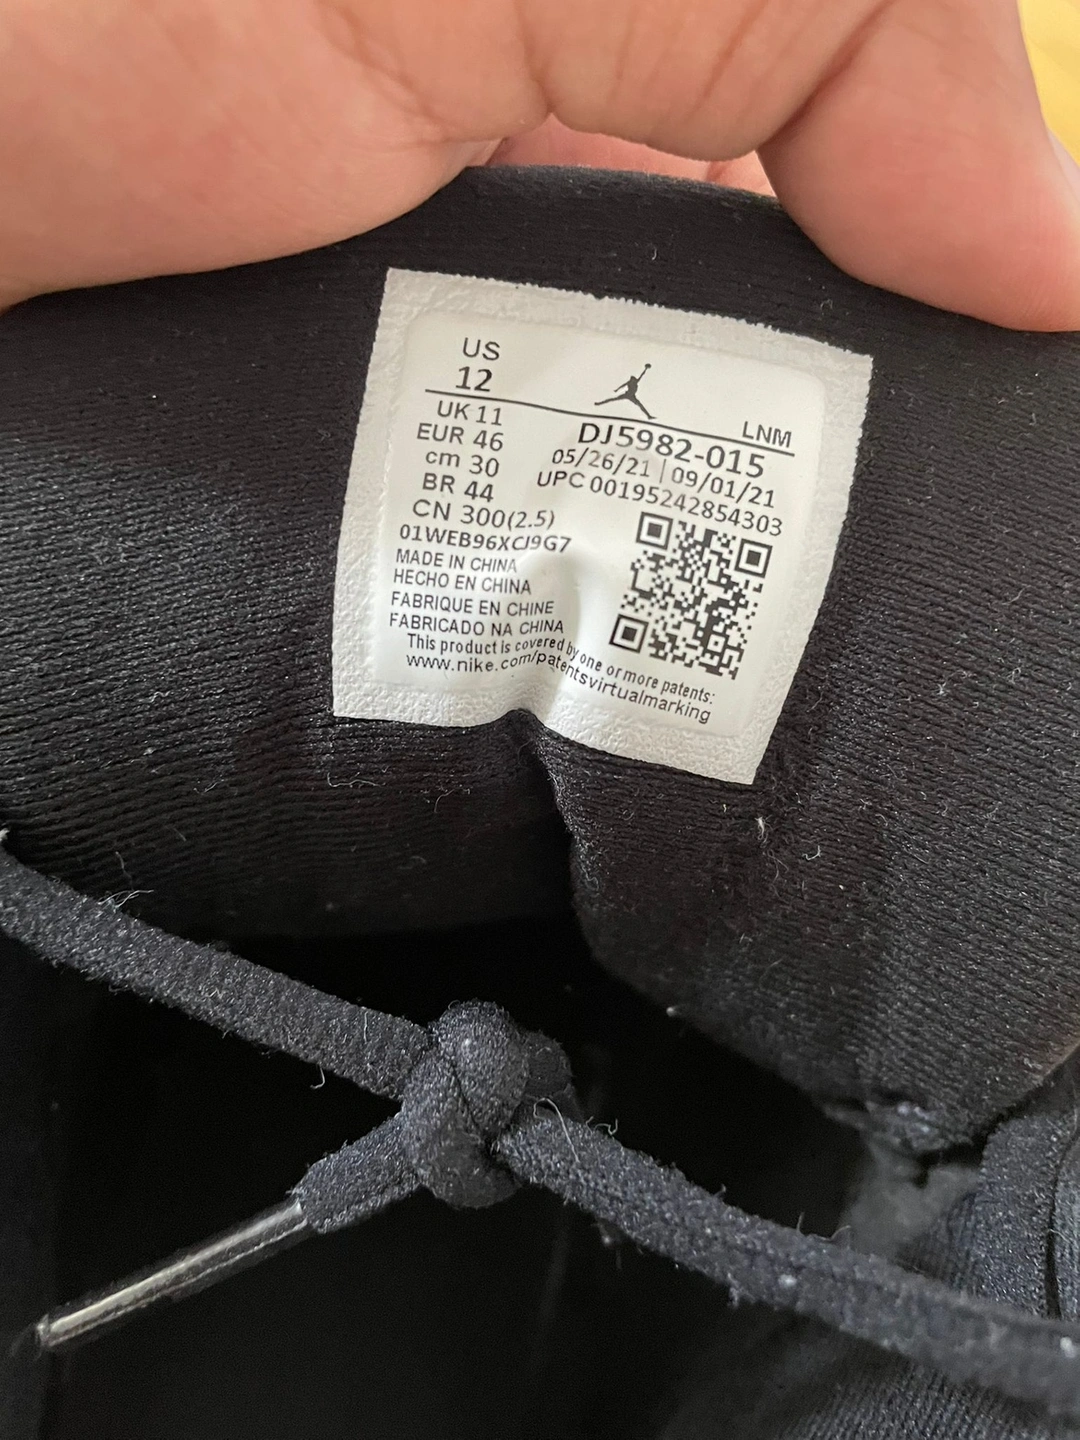 US
12
LNM
UK 11
DJ5982-015
EUR 46
05/26/21 | 09/01/21
cm 30
UPC 00195242854303
BR 44
CN 300(2.5)
01WEB96XCJ9G7
MADE IN CHINA
HECHO EN CHINA
FABRIQUE EN CHINE
FABRICADO NA CHINA
This product is covered by one or more patents:
www.nike.com/patentsvirtualmarking